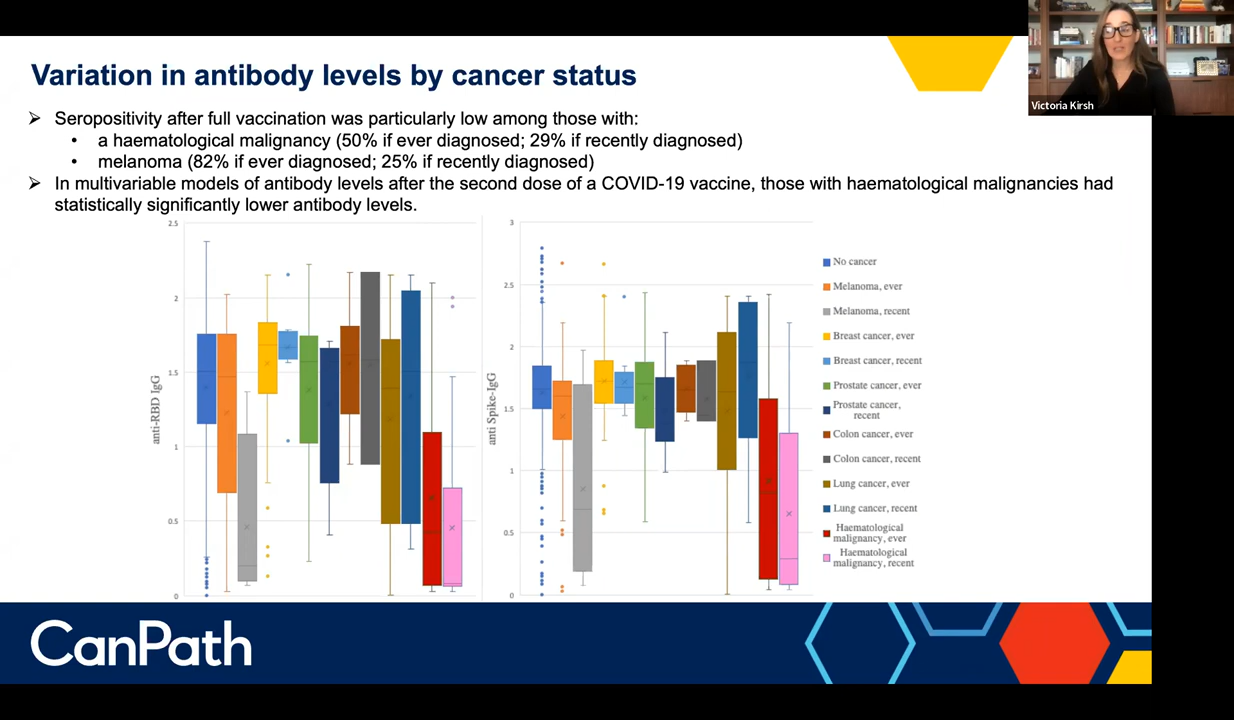 Variation in antibody levels by cancer status
Victoria Kirsh
➢ Seropositivity after full vaccination was particularly low among those with:
• a haematological malignancy (50% if ever diagnosed; 29% if recently diagnosed)
• melanoma (82% if ever diagnosed; 25% if recently diagnosed)
➢ In multivariable models of antibody levels after the second dose of a COVID-19 vaccine, those with haematological malignancies had
statistically significantly lower antibody levels.
anti-RBD IgG
2.5
2
1.5
1
0.5
0
anti Spike-IgG
3
2.5
2
1.5
1
0.5
0
No cancer
Melanoma, ever
Melanoma, recent
Breast cancer, ever
Breast cancer, recent
Prostate cancer, ever
Prostate cancer,
recent
Colon cancer, ever
Colon cancer, recent
Lung cancer, ever
Lung cancer, recent
Haematological
malignancy, ever
Haematological
malignancy, recent
CanPath